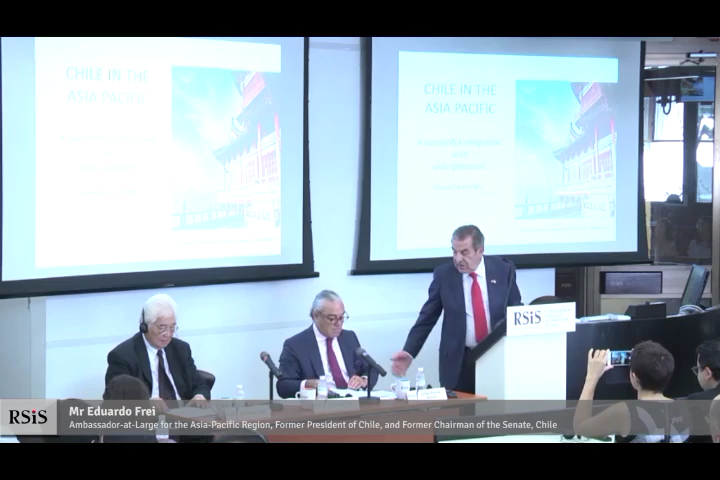 CHILE IN THE
ASIA PACIFIC
CHILE IN THE
ASIA PACIFIC
RSiS
RSiS
Mr Eduardo Frei
Ambassador-at-Large for the Asia-Pacific Region, Former President of Chile, and Former Chairman of the Senate, Chile